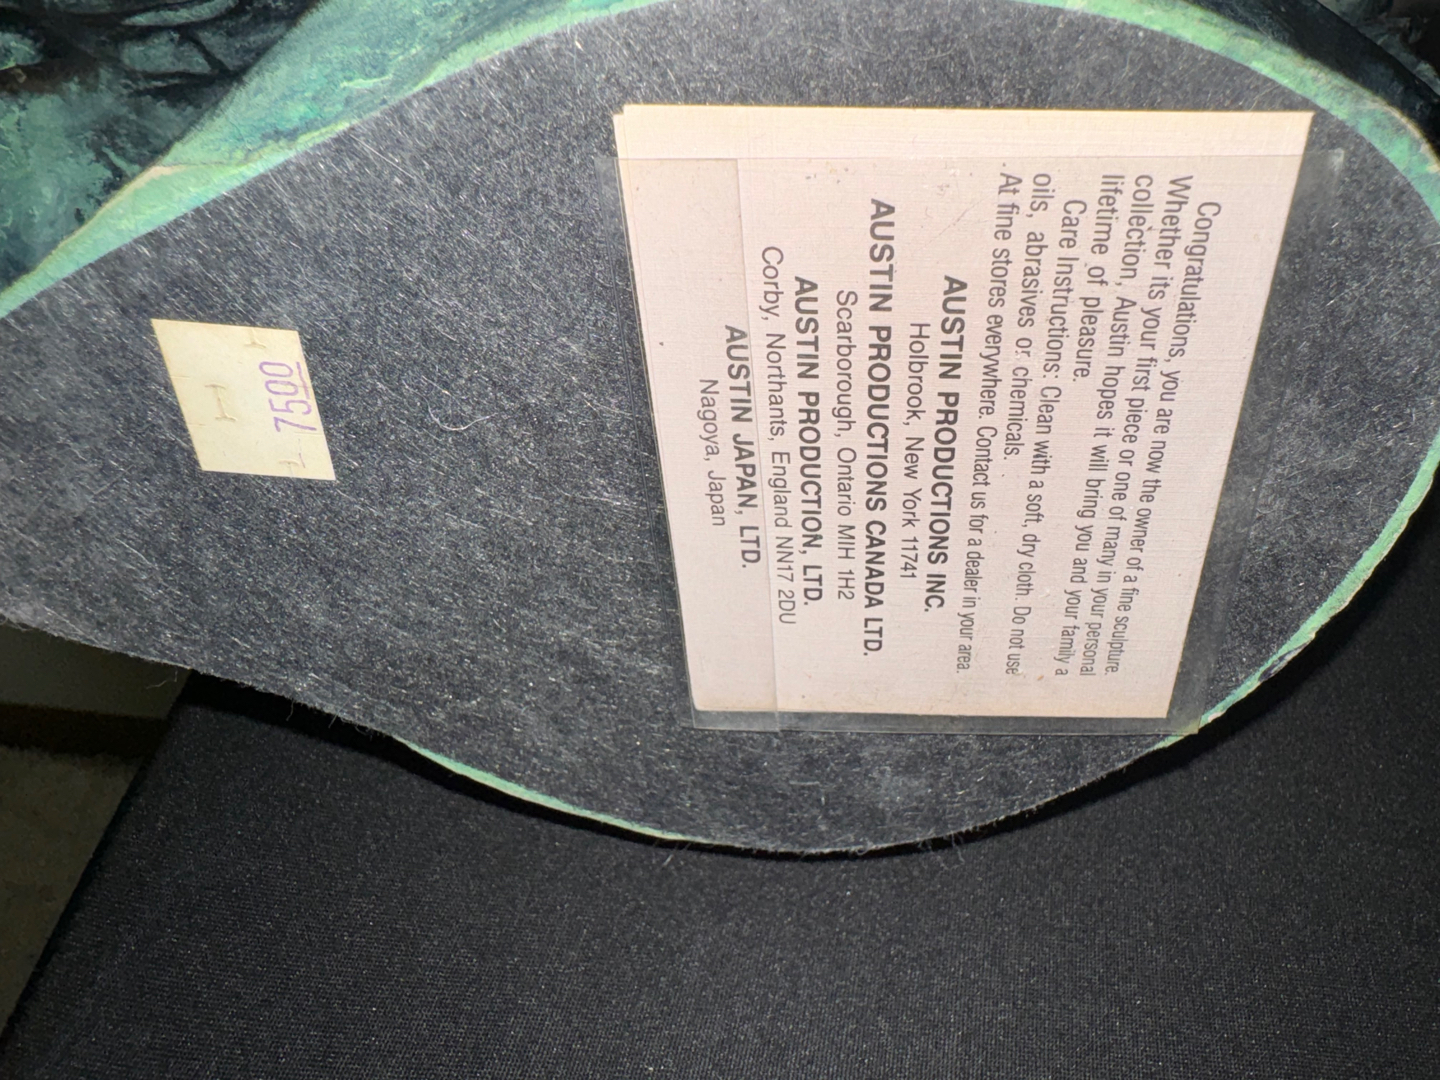 Congratulations, you are now the owner of a fine sculpture.
Whether its your first piece or one of many in your personal
collection, Austin hopes it will bring you and your family a
lifetime of pleasure.
Care Instructions: Clean with a soft, dry cloth. Do not use
oils, abrasives or chemicals.
At fine stores everywhere. Contact us for a dealer in your area.
AUSTIN PRODUCTIONS INC.
Holbrook, New York 11741
AUSTIN PRODUCTIONS CANADA LTD.
Scarborough, Ontario MIH 1H2
AUSTIN PRODUCTION, LTD.
Corby, Northants, England NN17 2DU
AUSTIN JAPAN, LTD.
Nagoya, Japan
7500